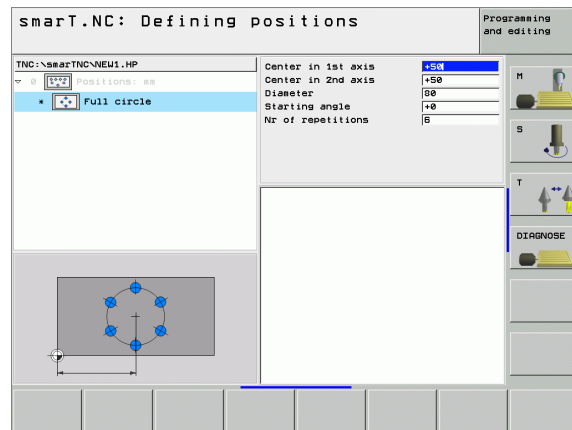 smarT.NC: Defining positions
Programming
and editing
TNC:\smarTNC\NEW1.HP
0 Positions: mm
* Full circle
Center in 1st axis +50
Center in 2nd axis +50
Diameter 80
Starting angle +0
Nr of repetitions 6
M
S
T
DIAGNOSE